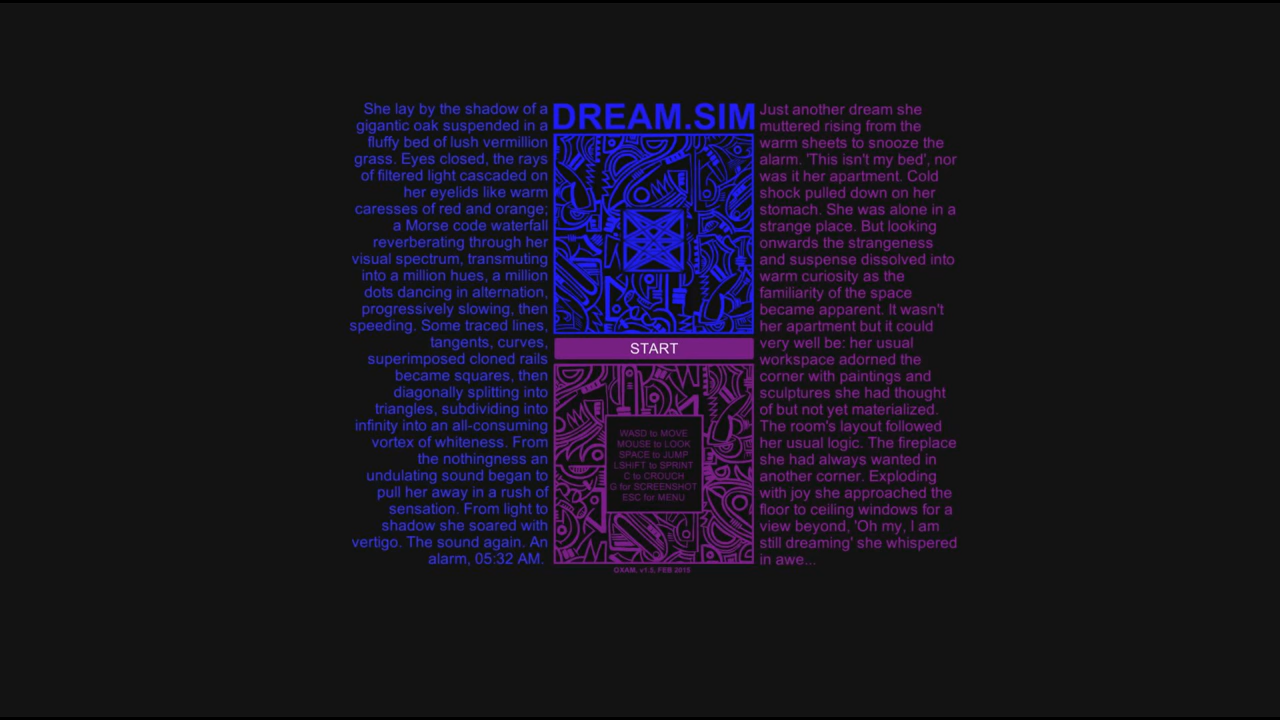 She lay by the shadow of a
gigantic oak suspended in a
fluffy bed of lush vermillion
grass. Eyes closed, the rays
of filtered light cascaded on
her eyelids like warm
caresses of red and orange;
a Morse code waterfall
reverberating through her
visual spectrum, transmuting
into a million hues, a million
dots dancing in alternation,
progressively slowing, then
speeding. Some traced lines,
tangents, curves,
superimposed cloned rails
became squares, then
diagonally splitting into
triangles, subdividing into
infinity into an all-consuming
vortex of whiteness. From
the nothingness an
undulating sound began to
pull her away in a rush of
sensation. From light to
shadow she soared with
vertigo. The sound again. An
alarm, 05:32 AM.
DREAM.SIM
START
WASD to MOVE
MOUSE to LOOK
SPACE to JUMP
LSHIFT to SPRINT
C to CROUCH
G for SCREENSHOT
ESC for MENU
OXAM. v1.5. FEB 2015
Just another dream she
muttered rising from the
warm sheets to snooze the
alarm. 'This isn't my bed', nor
was it her apartment. Cold
shock pulled down on her
stomach. She was alone in a
strange place. But looking
onwards the strangeness
and suspense dissolved into
warm curiosity as the
familiarity of the space
became apparent. It wasn't
her apartment but it could
very well be: her usual
workspace adorned the
corner with paintings and
sculptures she had thought
of but not yet materialized.
The room's layout followed
her usual logic. The fireplace
she had always wanted in
another corner. Exploding
with joy she approached the
floor to ceiling windows for a
view beyond, 'Oh my, I am
still dreaming' she whispered
in awe...